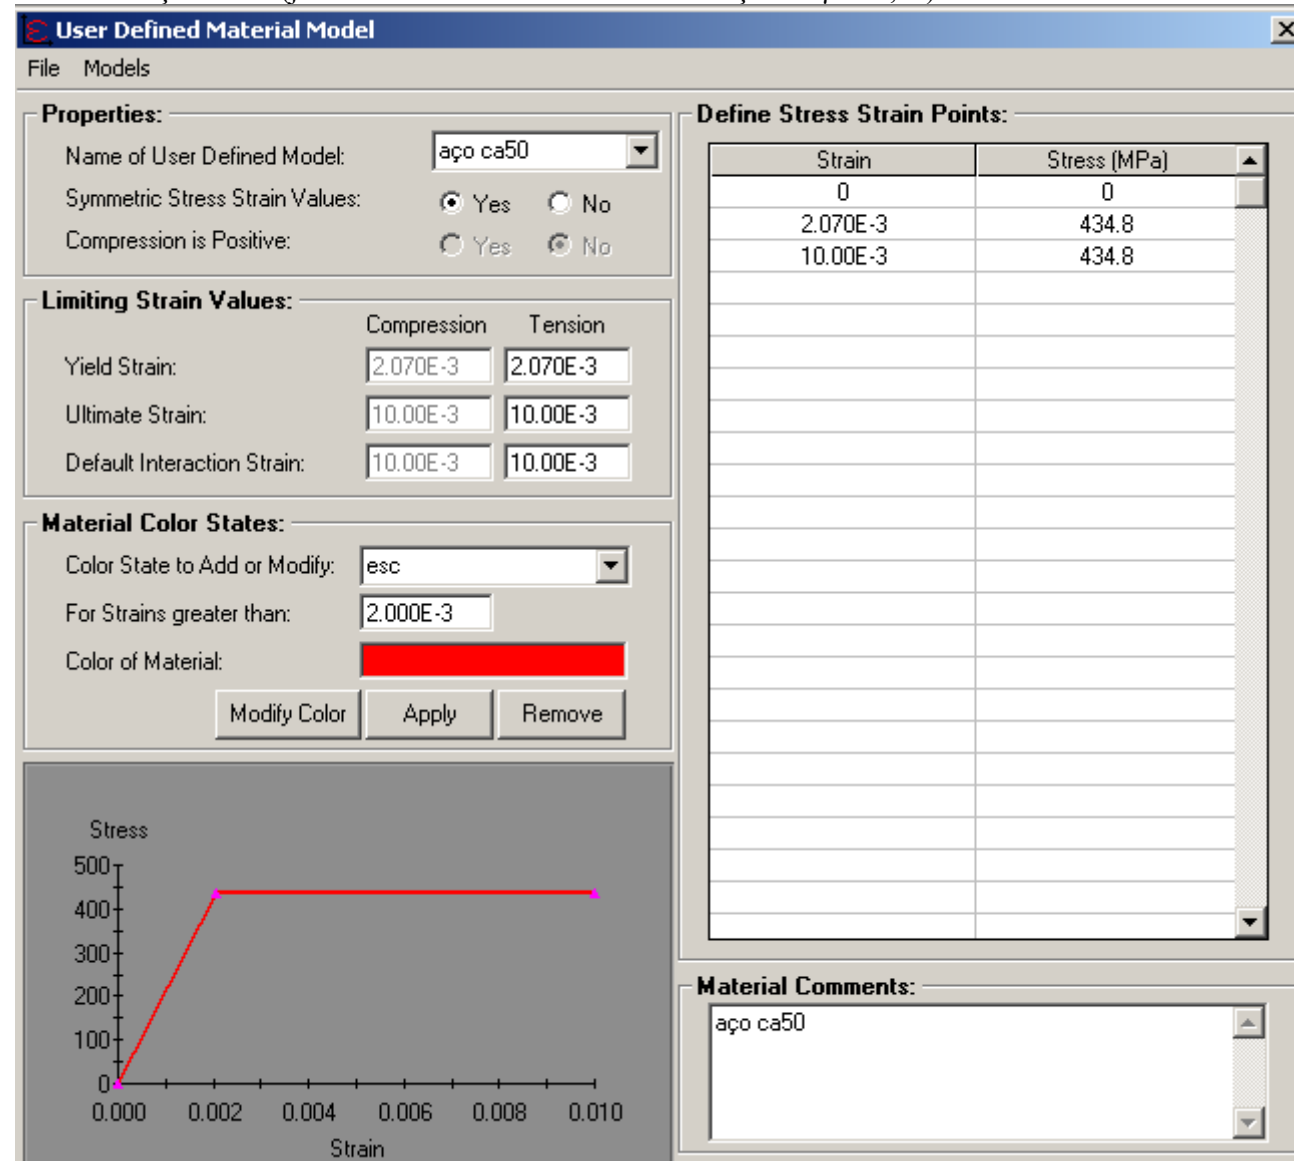 User Defined Material Model
File Models
Properties:
Name of User Defined Model: aço ca50
Symmetric Stress Strain Values: Yes No
Compression is Positive: Yes No
Limiting Strain Values:
Compression Tension
Yield Strain: 2.070E-3 2.070E-3
Ultimate Strain: 10.00E-3 10.00E-3
Default Interaction Strain: 10.00E-3 10.00E-3
Material Color States:
Color State to Add or Modify: esc
For Strains greater than: 2.000E-3
Color of Material:
Modify Color Apply Remove
Stress
500
400
300
200
100
0
0.000 0.002 0.004 0.006 0.008 0.010
Strain
Define Stress Strain Points:
Strain Stress (MPa)
0 0
2.070E-3 434.8
10.00E-3 434.8
Material Comments:
aço ca50